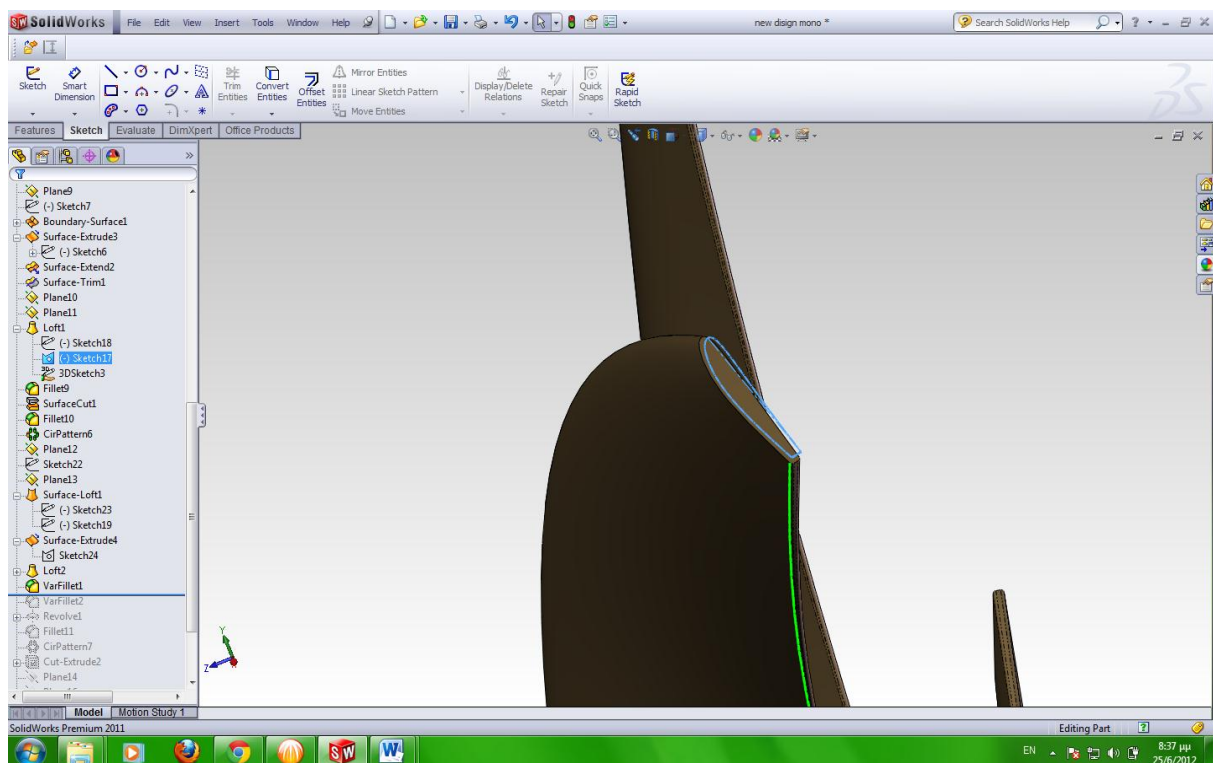 SolidWorks File Edit View Insert Tools Window Help new disign mono * Search SolidWorks Help
Sketch Smart Dimension Trim Entities Convert Entities Offset Entities Mirror Entities Linear Sketch Pattern Move Entities Display/Delete Relations Repair Sketch Quick Snaps Rapid Sketch
Features Sketch Evaluate DimXpert Office Products
Plane9
(-) Sketch7
Boundary-Surface1
Surface-Extrude3
(-) Sketch6
Surface-Extend2
Surface-Trim1
Plane10
Plane11
Loft1
(-) Sketch18
(-) Sketch17
3DSketch3
Fillet9
SurfaceCut1
Fillet10
CirPattern6
Plane12
Sketch22
Plane13
Surface-Loft1
(-) Sketch23
(-) Sketch19
Surface-Extrude4
Sketch24
Loft2
VarFillet1
VarFillet2
Revolve1
Fillet11
CirPattern7
Cut-Extrude2
Plane14
Y
Z
Model Motion Study 1
SolidWorks Premium 2011 Editing Part
EN 8:37 μμ
25/6/2012